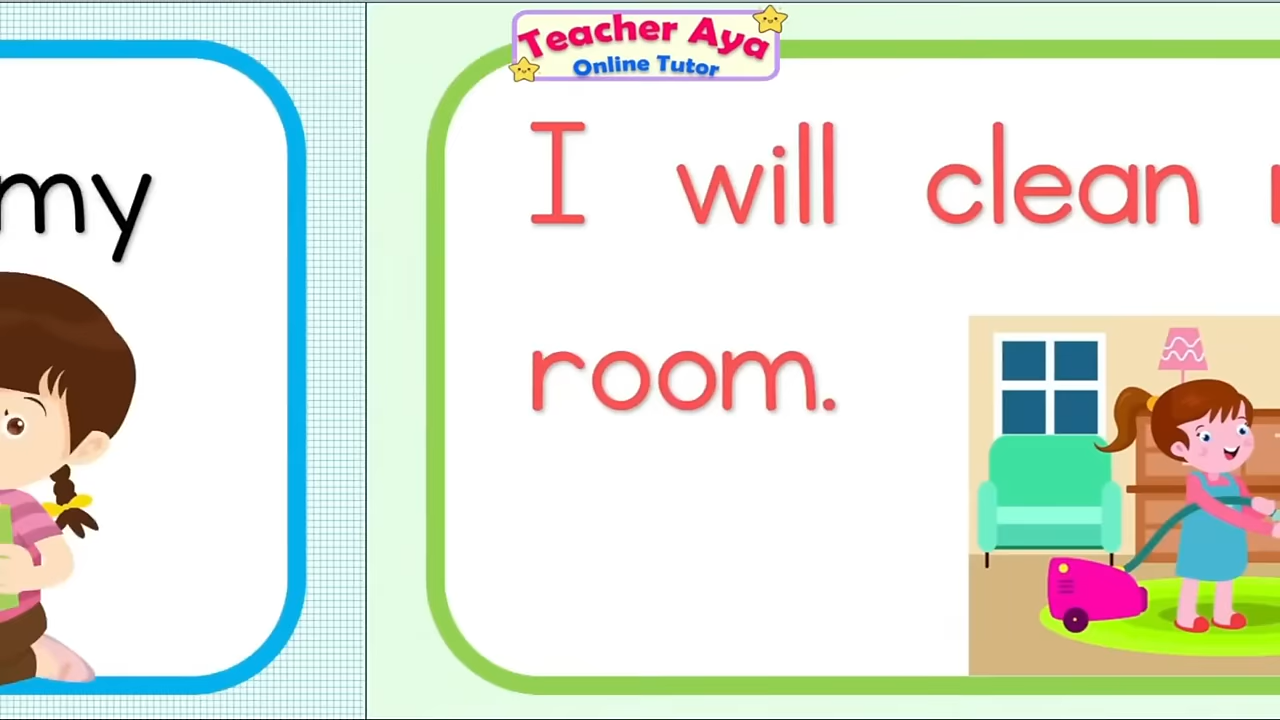 Teacher Aya
Online Tutor
my
I will clean
room.